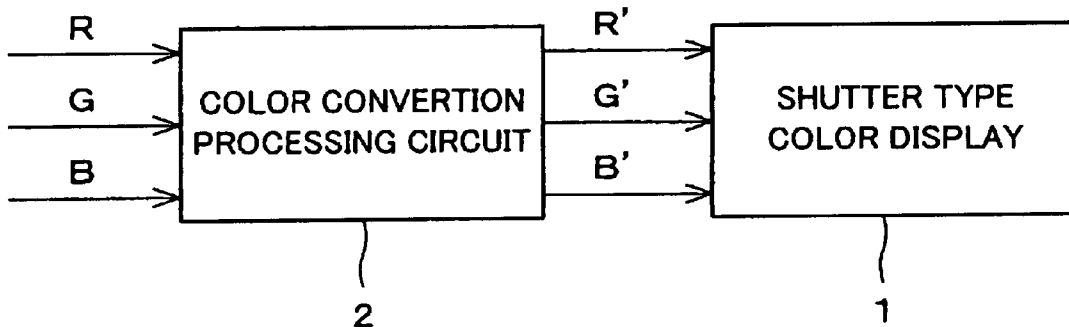 R
G
B
COLOR CONVERTION
PROCESSING CIRCUIT
R'
G'
B'
SHUTTER TYPE
COLOR DISPLAY
2
1